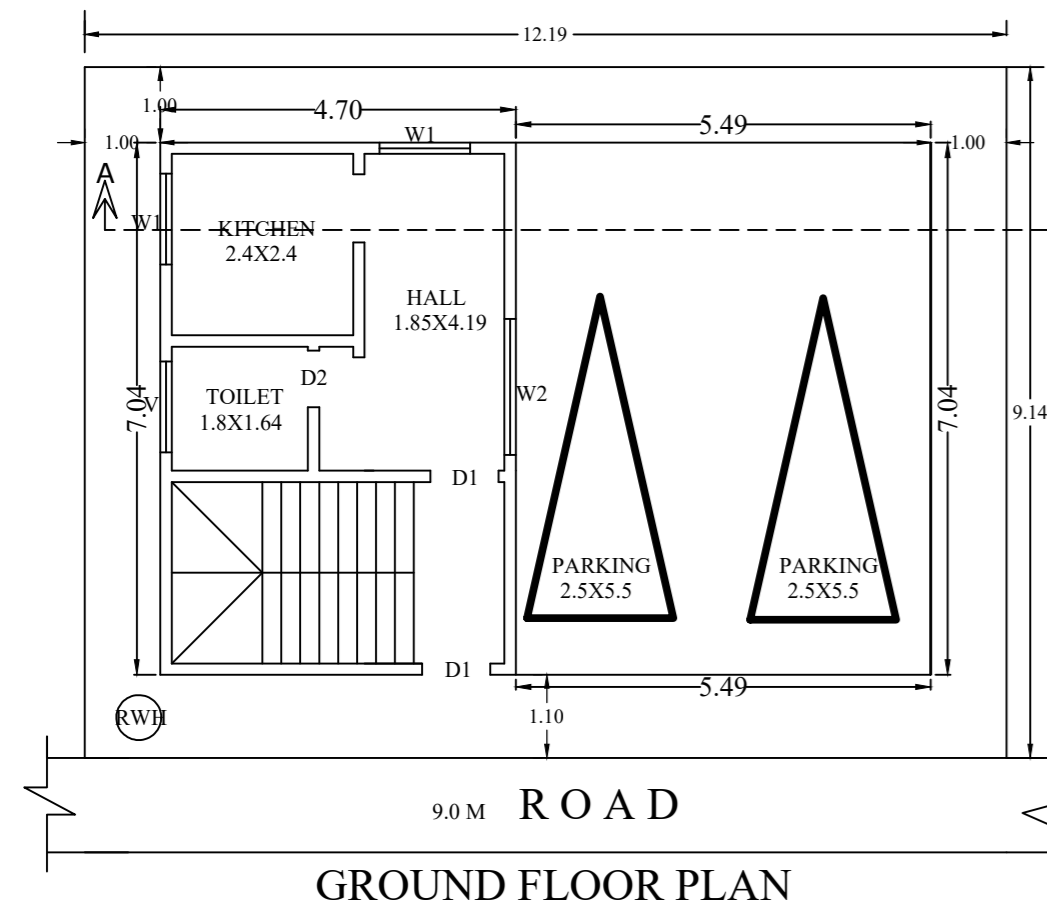 12.19
1.00
4.70
5.49
W1
1.00
1.00
A
W1
KITCHEN
2.4X2.4
HALL
1.85X4.19
D2
TOILET
1.8X1.64
V
7.04
W2
7.04
9.14
D1
PARKING
2.5X5.5
PARKING
2.5X5.5
D1
5.49
RWH
1.10
9.0 M
ROAD
GROUND FLOOR PLAN